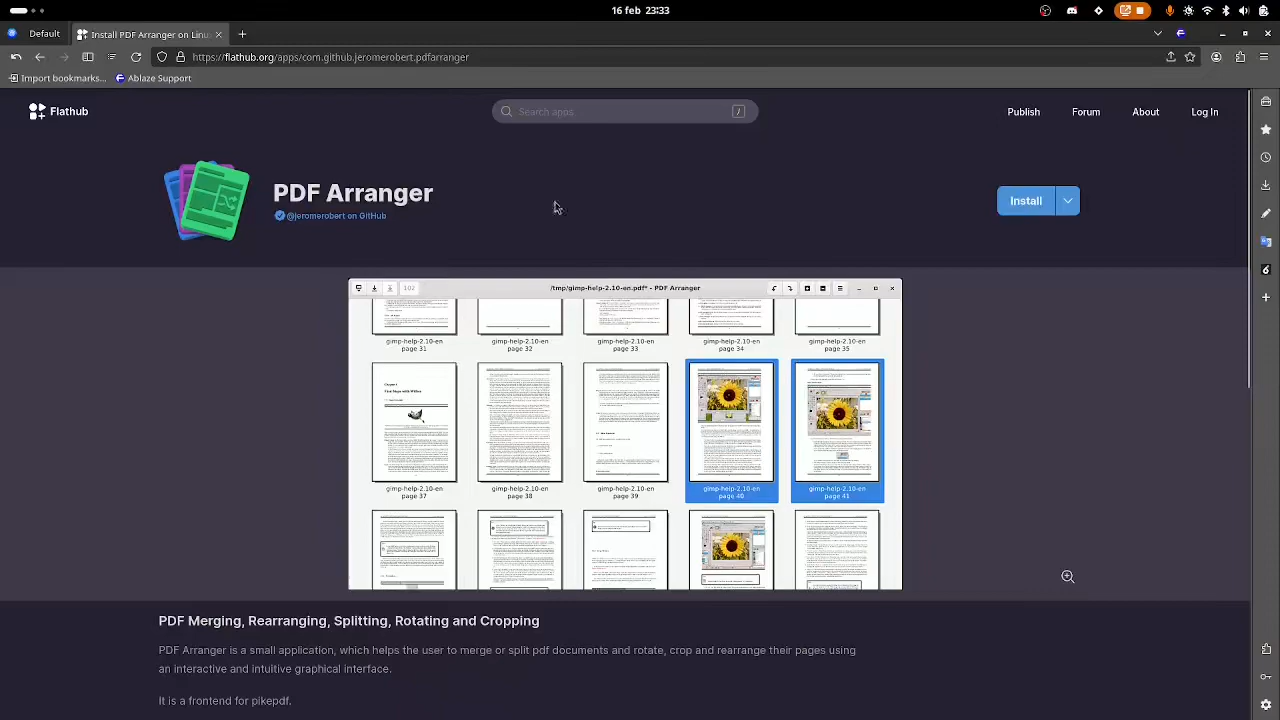 16 feb 23:33
Default
Install PDF Arranger on Linu
https://flathub.org/apps/com.github.jeromerobert.pdfarranger
Import bookmarks...
Ablaze Support
Flathub
Search apps
/
Publish
Forum
About
Log In
PDF Arranger
@jeromerobert on GitHub
Install
102
/tmp/gimp-help-2.10-en.pdf* - PDF Arranger
gimp-help-2.10-en
page 31
gimp-help-2.10-en
page 32
gimp-help-2.10-en
page 33
gimp-help-2.10-en
page 34
gimp-help-2.10-en
page 35
gimp-help-2.10-en
page 37
gimp-help-2.10-en
page 38
gimp-help-2.10-en
page 39
gimp-help-2.10-en
page 40
gimp-help-2.10-en
page 41
PDF Merging, Rearranging, Splitting, Rotating and Cropping
PDF Arranger is a small application, which helps the user to merge or split pdf documents and rotate, crop and rearrange their pages using
an interactive and intuitive graphical interface.
It is a frontend for pikepdf.